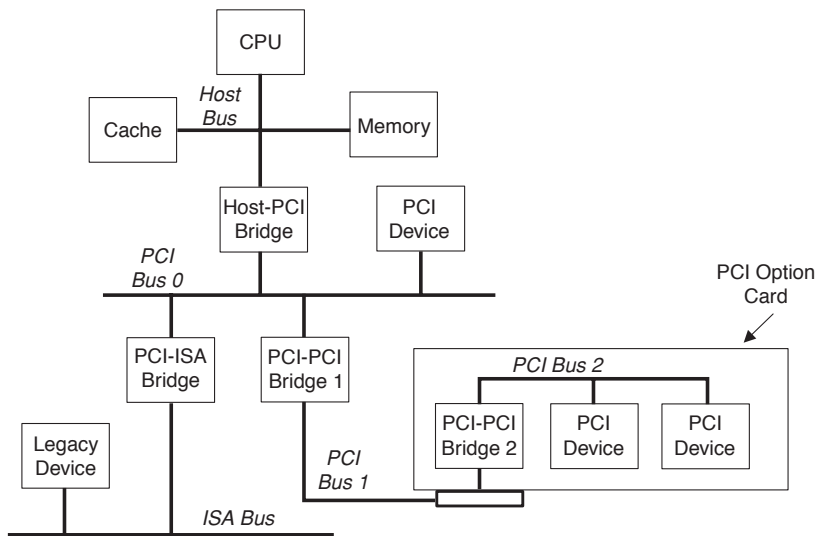 CPU
Host
Bus
Cache
Memory
Host-PCI
Bridge
PCI
Device
PCI
Bus 0
PCI Option
Card
PCI-ISA
Bridge
PCI-PCI
Bridge 1
PCI Bus 2
PCI-PCI
Bridge 2
PCI
Device
PCI
Device
Legacy
Device
PCI
Bus 1
ISA Bus